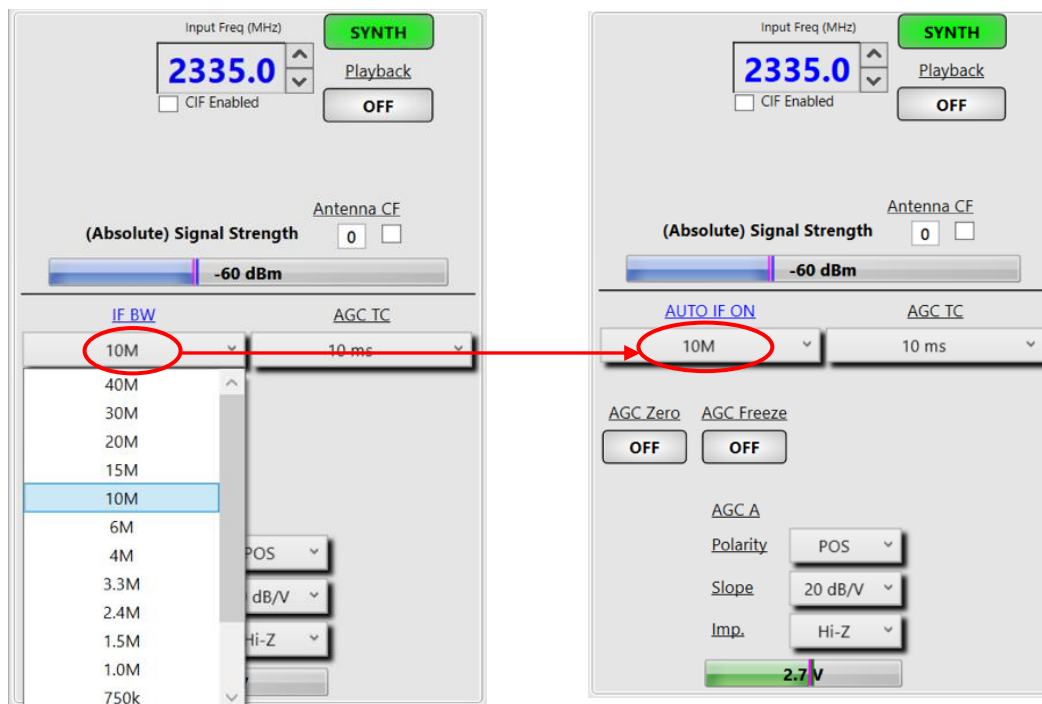 Input Freq (MHz)
SYNTH
2335.0
Playback
CIF Enabled
OFF
Antenna CF
(Absolute) Signal Strength
0
-60 dBm
IF BW
AGC TC
10M
10 ms
40M
30M
20M
15M
10M
6M
4M
POS
3.3M
dB/V
2.4M
1.5M
Hi-Z
1.0M
750k
Input Freq (MHz)
SYNTH
2335.0
Playback
CIF Enabled
OFF
Antenna CF
(Absolute) Signal Strength
0
-60 dBm
AUTO IF ON
AGC TC
10M
10 ms
AGC Zero
AGC Freeze
OFF
OFF
AGC A
Polarity
POS
Slope
20 dB/V
Imp.
Hi-Z
2.7 V